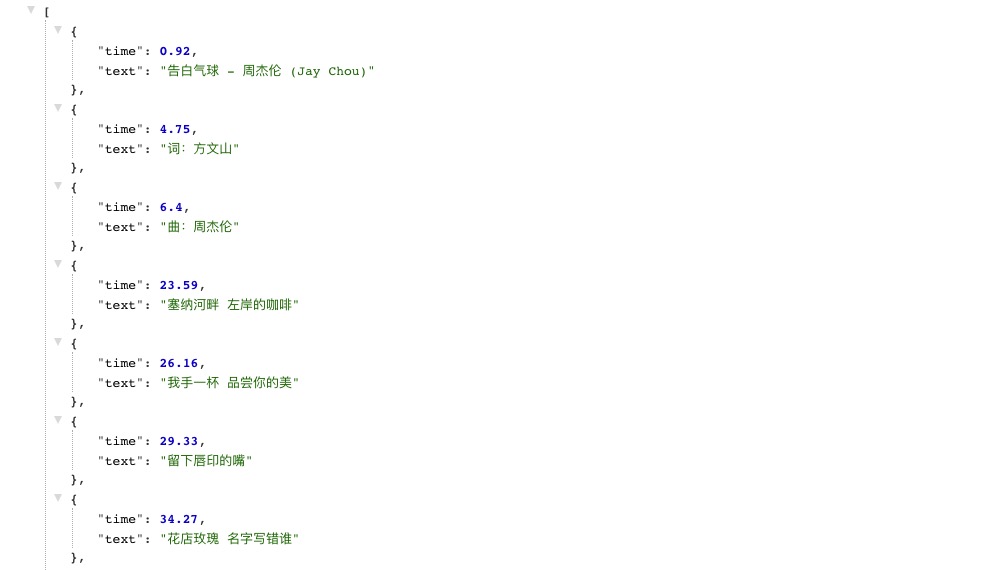 [
{
"time": 0.92,
"text": "告白气球 - 周杰伦 (Jay Chou)"
},
{
"time": 4.75,
"text": "词：方文山"
},
{
"time": 6.4,
"text": "曲：周杰伦"
},
{
"time": 23.59,
"text": "塞纳河畔 左岸的咖啡"
},
{
"time": 26.16,
"text": "我手一杯 品尝你的美"
},
{
"time": 29.33,
"text": "留下唇印的嘴"
},
{
"time": 34.27,
"text": "花店玫瑰 名字写错谁"
},